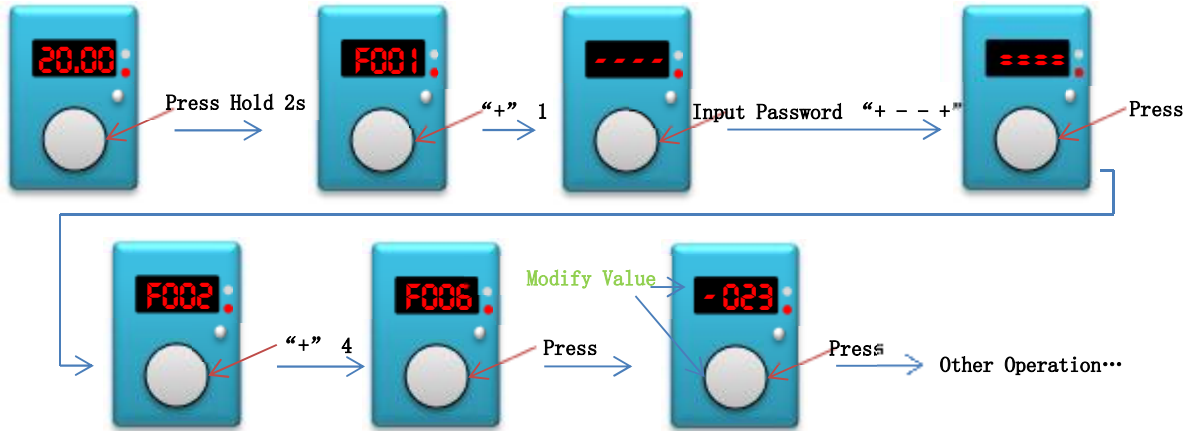 20.00
Press Hold 2s
F001
“+” 1
----
Input Password “+ - - +”
====
Press
F002
“+” 4
F006
Press
Modify Value
-023
Press
Other Operation…